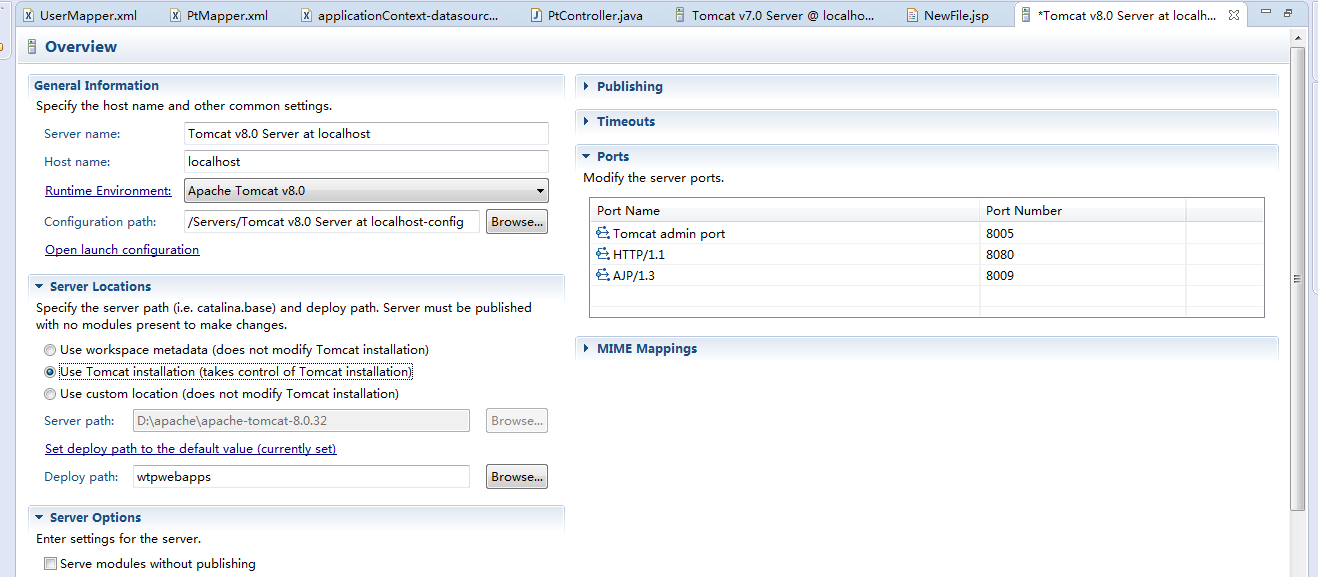 UserMapper.xml
PtMapper.xml
applicationContext-datasourc...
PtController.java
Tomcat v7.0 Server @ localho...
NewFile.jsp
*Tomcat v8.0 Server at localh...
Overview
General Information
Specify the host name and other common settings.
Server name:
Tomcat v8.0 Server at localhost
Host name:
localhost
Runtime Environment:
Apache Tomcat v8.0
Configuration path:
/Servers/Tomcat v8.0 Server at localhost-config
Browse...
Open launch configuration
Server Locations
Specify the server path (i.e. catalina.base) and deploy path. Server must be published
with no modules present to make changes.
Use workspace metadata (does not modify Tomcat installation)
Use Tomcat installation (takes control of Tomcat installation)
Use custom location (does not modify Tomcat installation)
Server path:
D:\apache\apache-tomcat-8.0.32
Browse...
Set deploy path to the default value (currently set)
Deploy path:
wtpwebapps
Browse...
Server Options
Enter settings for the server.
Serve modules without publishing
Publishing
Timeouts
Ports
Modify the server ports.
Port Name
Port Number
Tomcat admin port
8005
HTTP/1.1
8080
AJP/1.3
8009
MIME Mappings